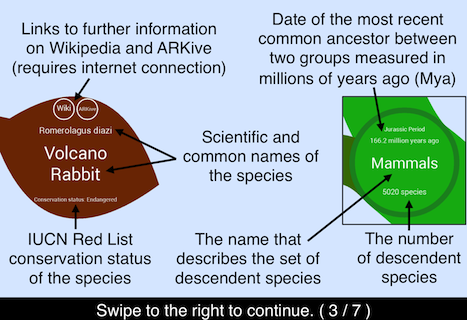 Links to further information
on Wikipedia and ARKive
(requires internet connection)
Date of the most recent
common ancestor between
two groups measured in
millions of years ago (Mya)
Wiki
ARKive
Romerolagus diazi
Volcano
Rabbit
Conservation status: Endangered
Scientific and
common names of
the species
Jurassic Period
166.2 million years ago
Mammals
5020 species
IUCN Red List
conservation status
of the species
The name that
describes the set of
descendent species
The number
of descendent
species
Swipe to the right to continue. ( 3 / 7 )